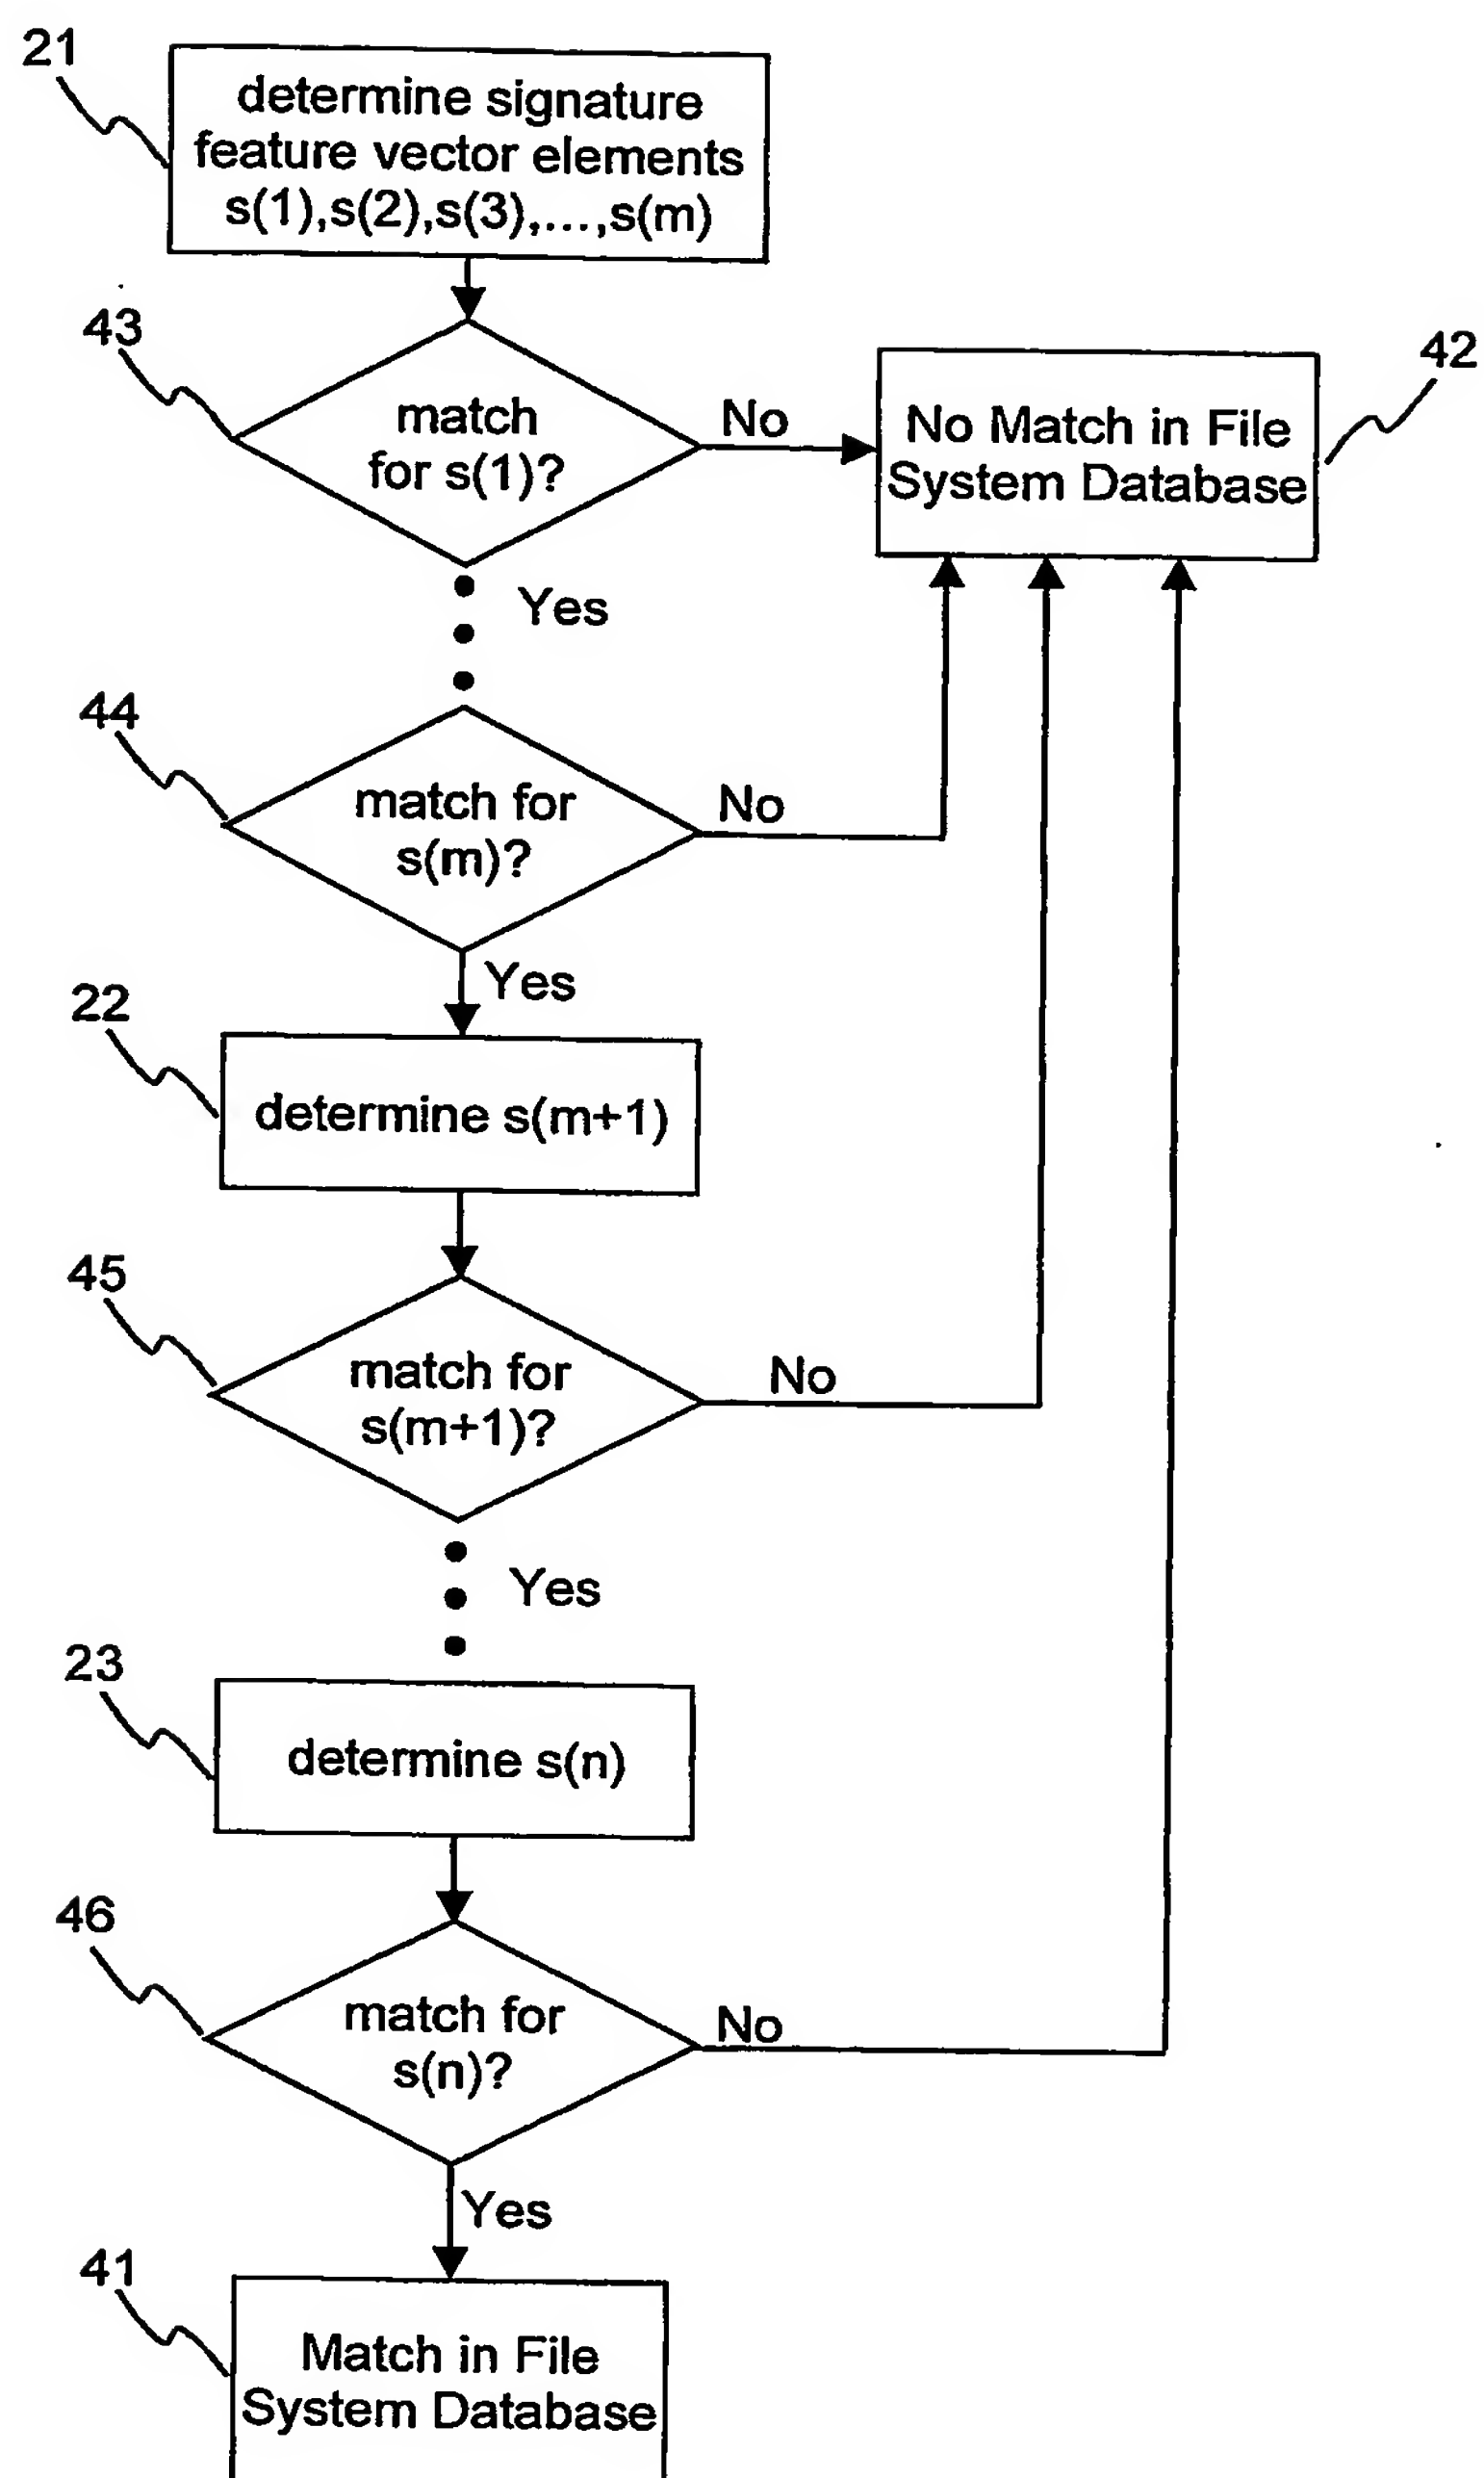 21
determine signature
feature vector elements
s(1),s(2),s(3),...,s(m)
43
match
for s(1)?
No
No Match in File
System Database
42
Yes
44
match for
s(m)?
No
Yes
22
determine s(m+1)
45
match for
s(m+1)?
No
Yes
23
determine s(n)
46
match for
s(n)?
No
Yes
41
Match in File
System Database